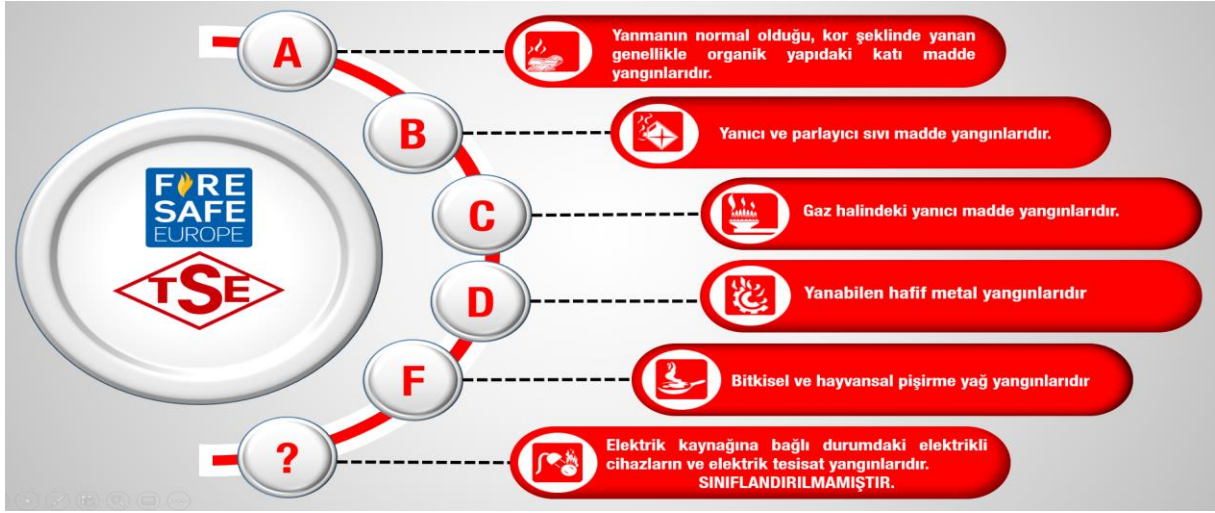 A
Yanmanın normal olduğu, kor şeklinde yanan
genellikle organik yapıdaki katı madde
yangınlarıdır.
B
Yanıcı ve parlayıcı sıvı madde yangınlarıdır.
FIRE
SAFE
EUROPE
TSE
C
Gaz halindeki yanıcı madde yangınlarıdır.
D
Yanabilen hafif metal yangınlarıdır
F
Bitkisel ve hayvansal pişirme yağ yangınlarıdır
?
Elektrik kaynağına bağlı durumdaki elektrikli
cihazların ve elektrik tesisat yangınlarıdır.
SINIFLANDIRILMAMIŞTIR.